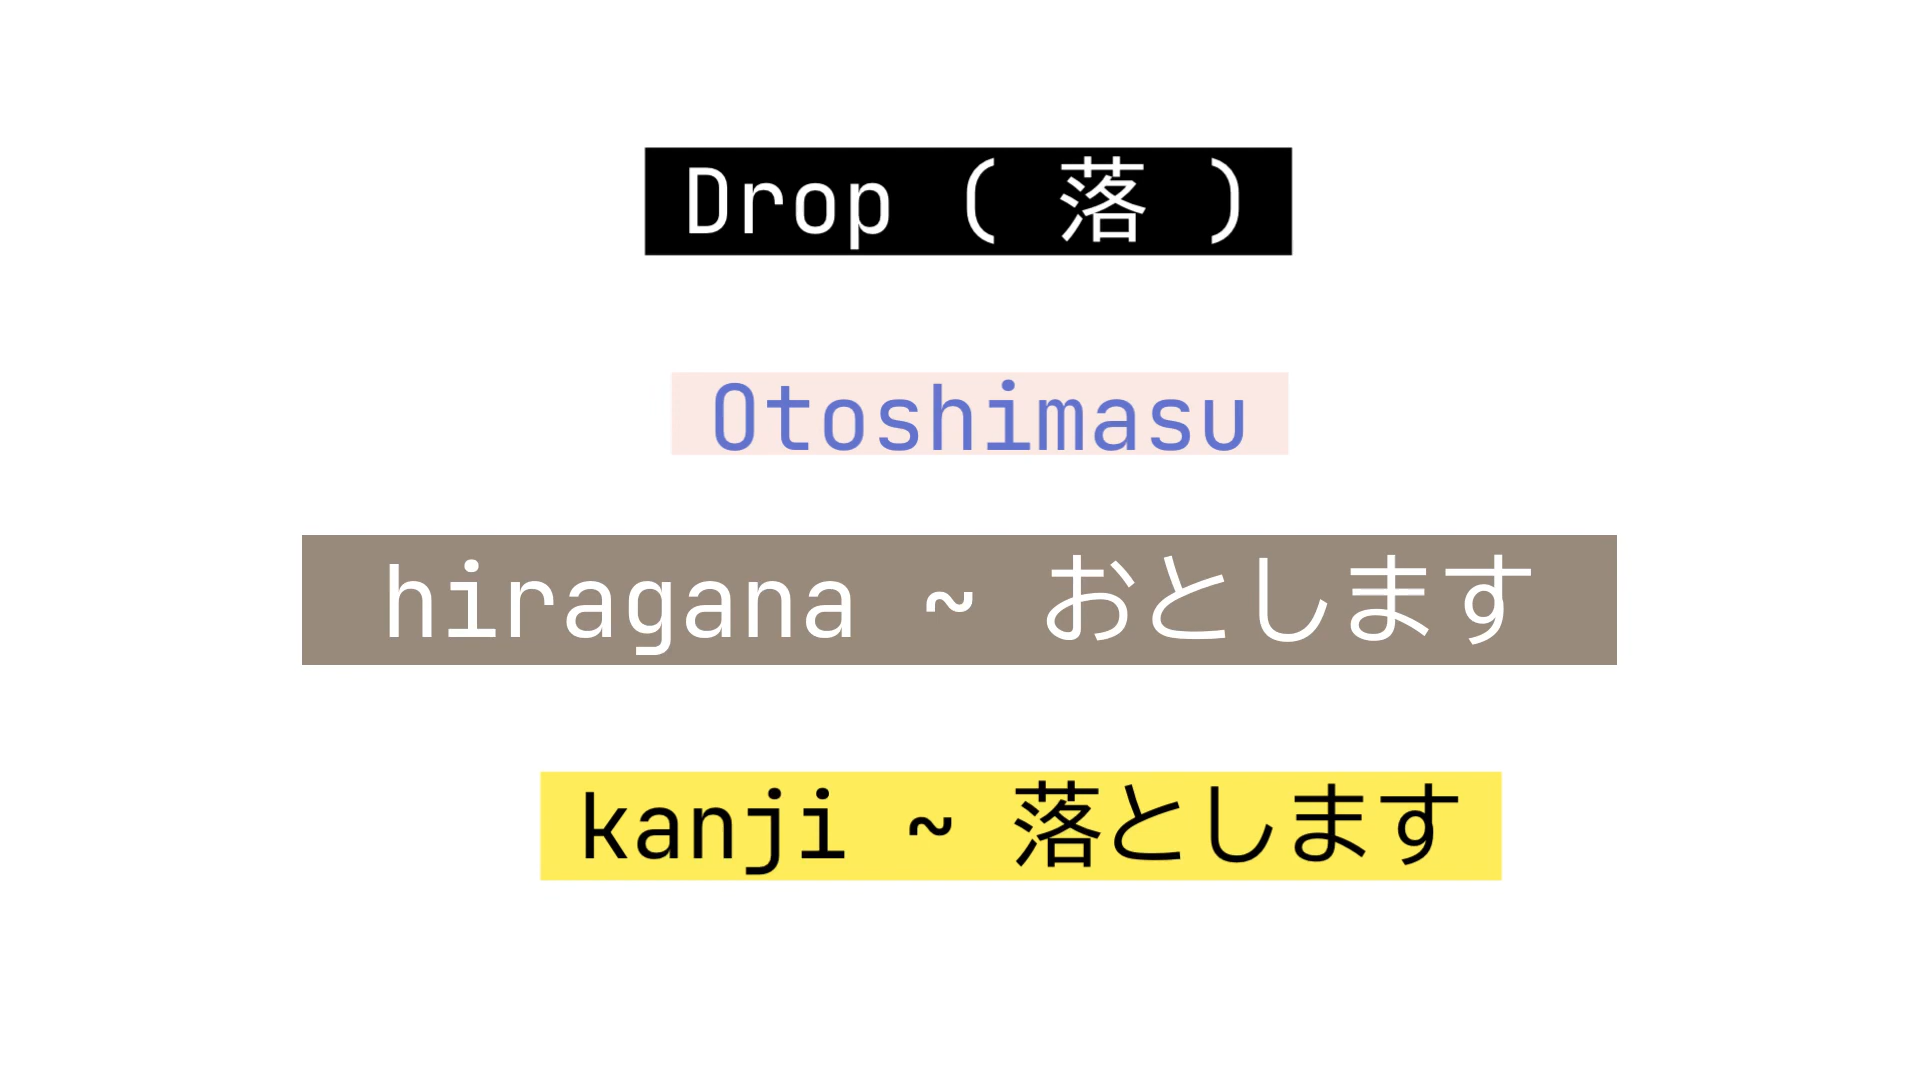 Drop ( 落 )
Otoshimasu
hiragana ~ おとします
kanji ~ 落とします